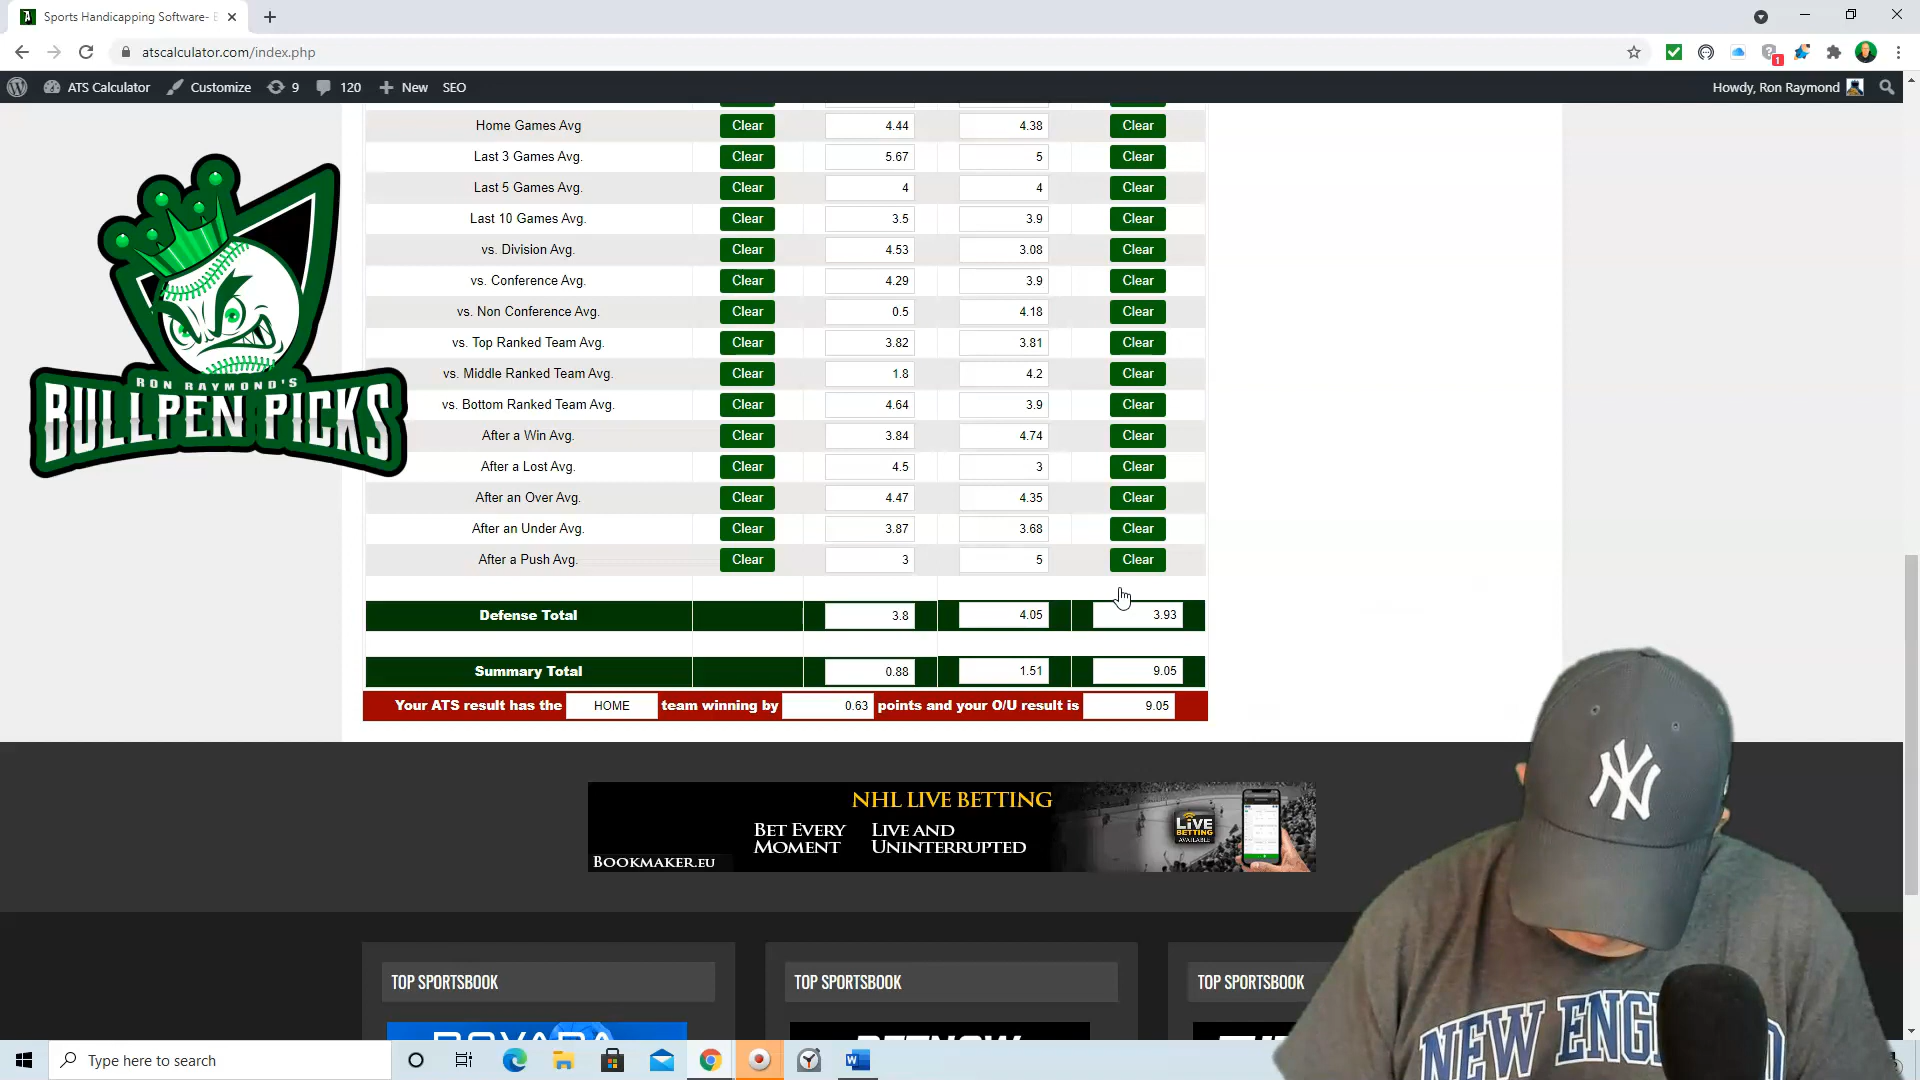 Sports Handicapping Software- E
atscalculator.com/index.php
1
ATS Calculator Customize 9 120 New SEO
Howdy, Ron Raymond
Home Games Avg Clear 4.44 4.38 Clear
Last 3 Games Avg. Clear 5.67 5 Clear
Last 5 Games Avg. Clear 4 4 Clear
Last 10 Games Avg. Clear 3.5 3.9 Clear
vs. Division Avg. Clear 4.53 3.08 Clear
vs. Conference Avg. Clear 4.29 3.9 Clear
vs. Non Conference Avg. Clear 0.5 4.18 Clear
vs. Top Ranked Team Avg. Clear 3.82 3.81 Clear
vs. Middle Ranked Team Avg. Clear 1.8 4.2 Clear
vs. Bottom Ranked Team Avg. Clear 4.64 3.9 Clear
After a Win Avg. Clear 3.84 4.74 Clear
After a Lost Avg. Clear 4.5 3 Clear
After an Over Avg. Clear 4.47 4.35 Clear
After an Under Avg. Clear 3.87 3.68 Clear
After a Push Avg. Clear 3 5 Clear
Defense Total 3.8 4.05 3.93
Summary Total 0.88 1.51 9.05
Your ATS result has the HOME team winning by 0.63 points and your O/U result is 9.05
RON RAYMOND'S
BULLPEN PICKS
NHL LIVE BETTING
BET EVERY MOMENT
LIVE AND UNINTERRUPTED
BOOKMAKER.EU
LIVE BETTING AVAILABLE
TOP SPORTSBOOK
TOP SPORTSBOOK
TOP SPORTSBOOK
NY
NEW ENG
Type here to search